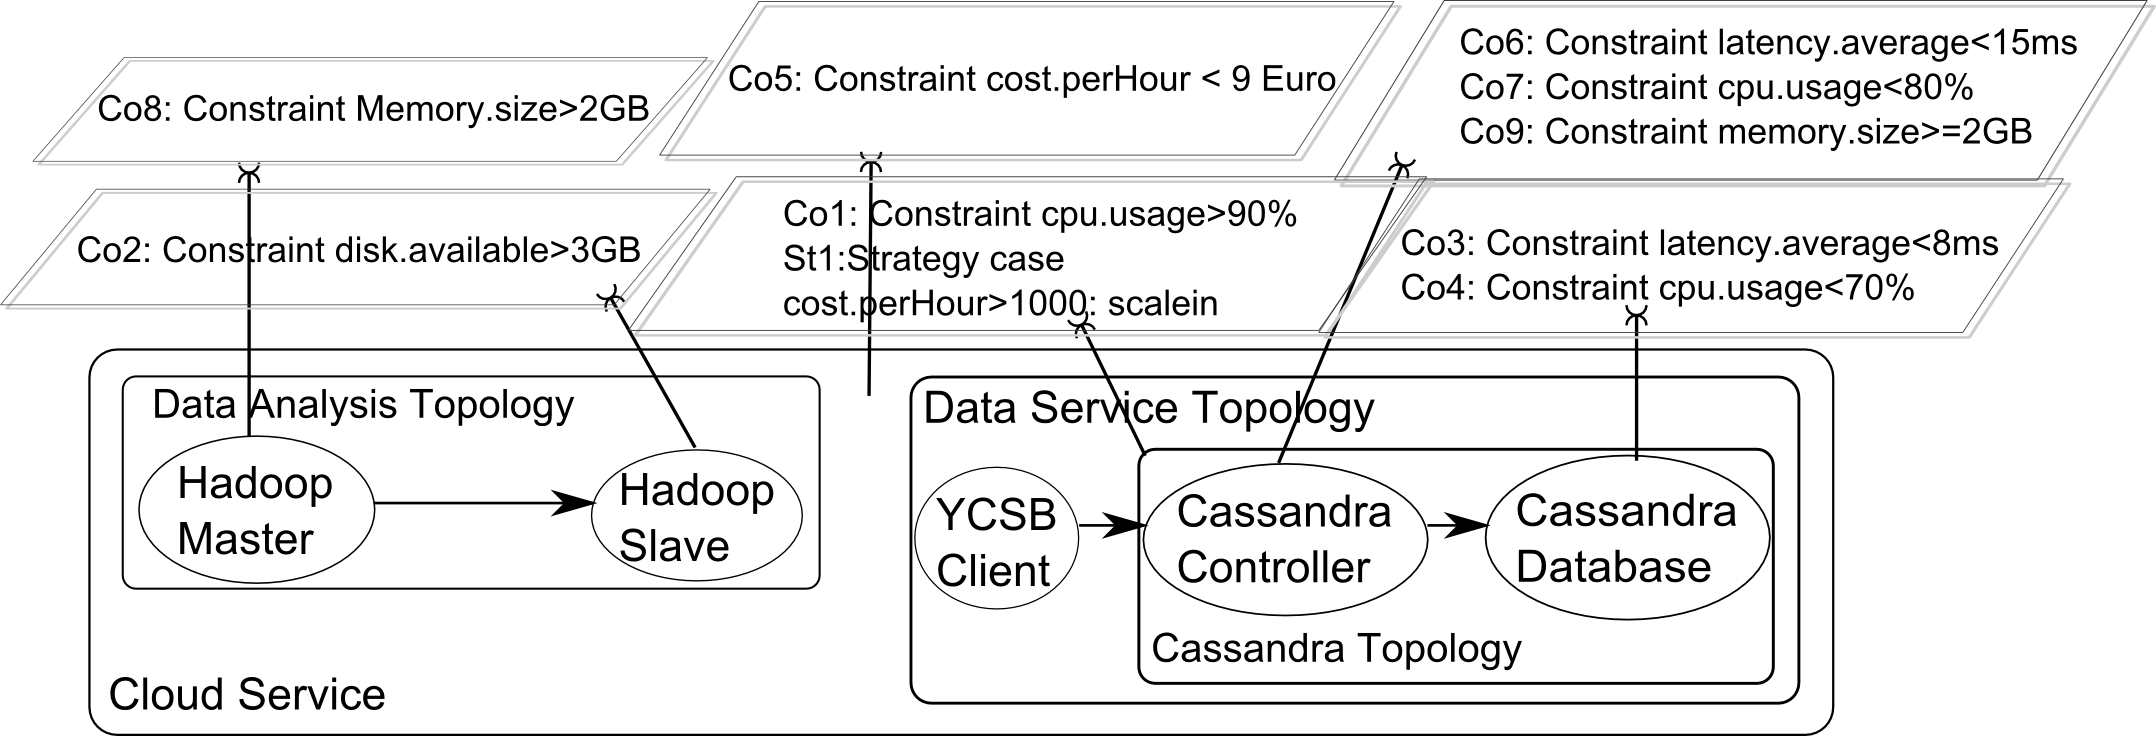 Co8: Constraint Memory.size>2GB
Co5: Constraint cost.perHour < 9 Euro
Co6: Constraint latency.average<15ms
Co7: Constraint cpu.usage<80%
Co9: Constraint memory.size>=2GB
Co2: Constraint disk.available>3GB
Co1: Constraint cpu.usage>90%
St1:Strategy case
cost.perHour>1000: scalein
Co3: Constraint latency.average<8ms
Co4: Constraint cpu.usage<70%
Data Analysis Topology
Hadoop
Master
Hadoop
Slave
Data Service Topology
YCSB
Client
Cassandra
Controller
Cassandra
Database
Cassandra Topology
Cloud Service